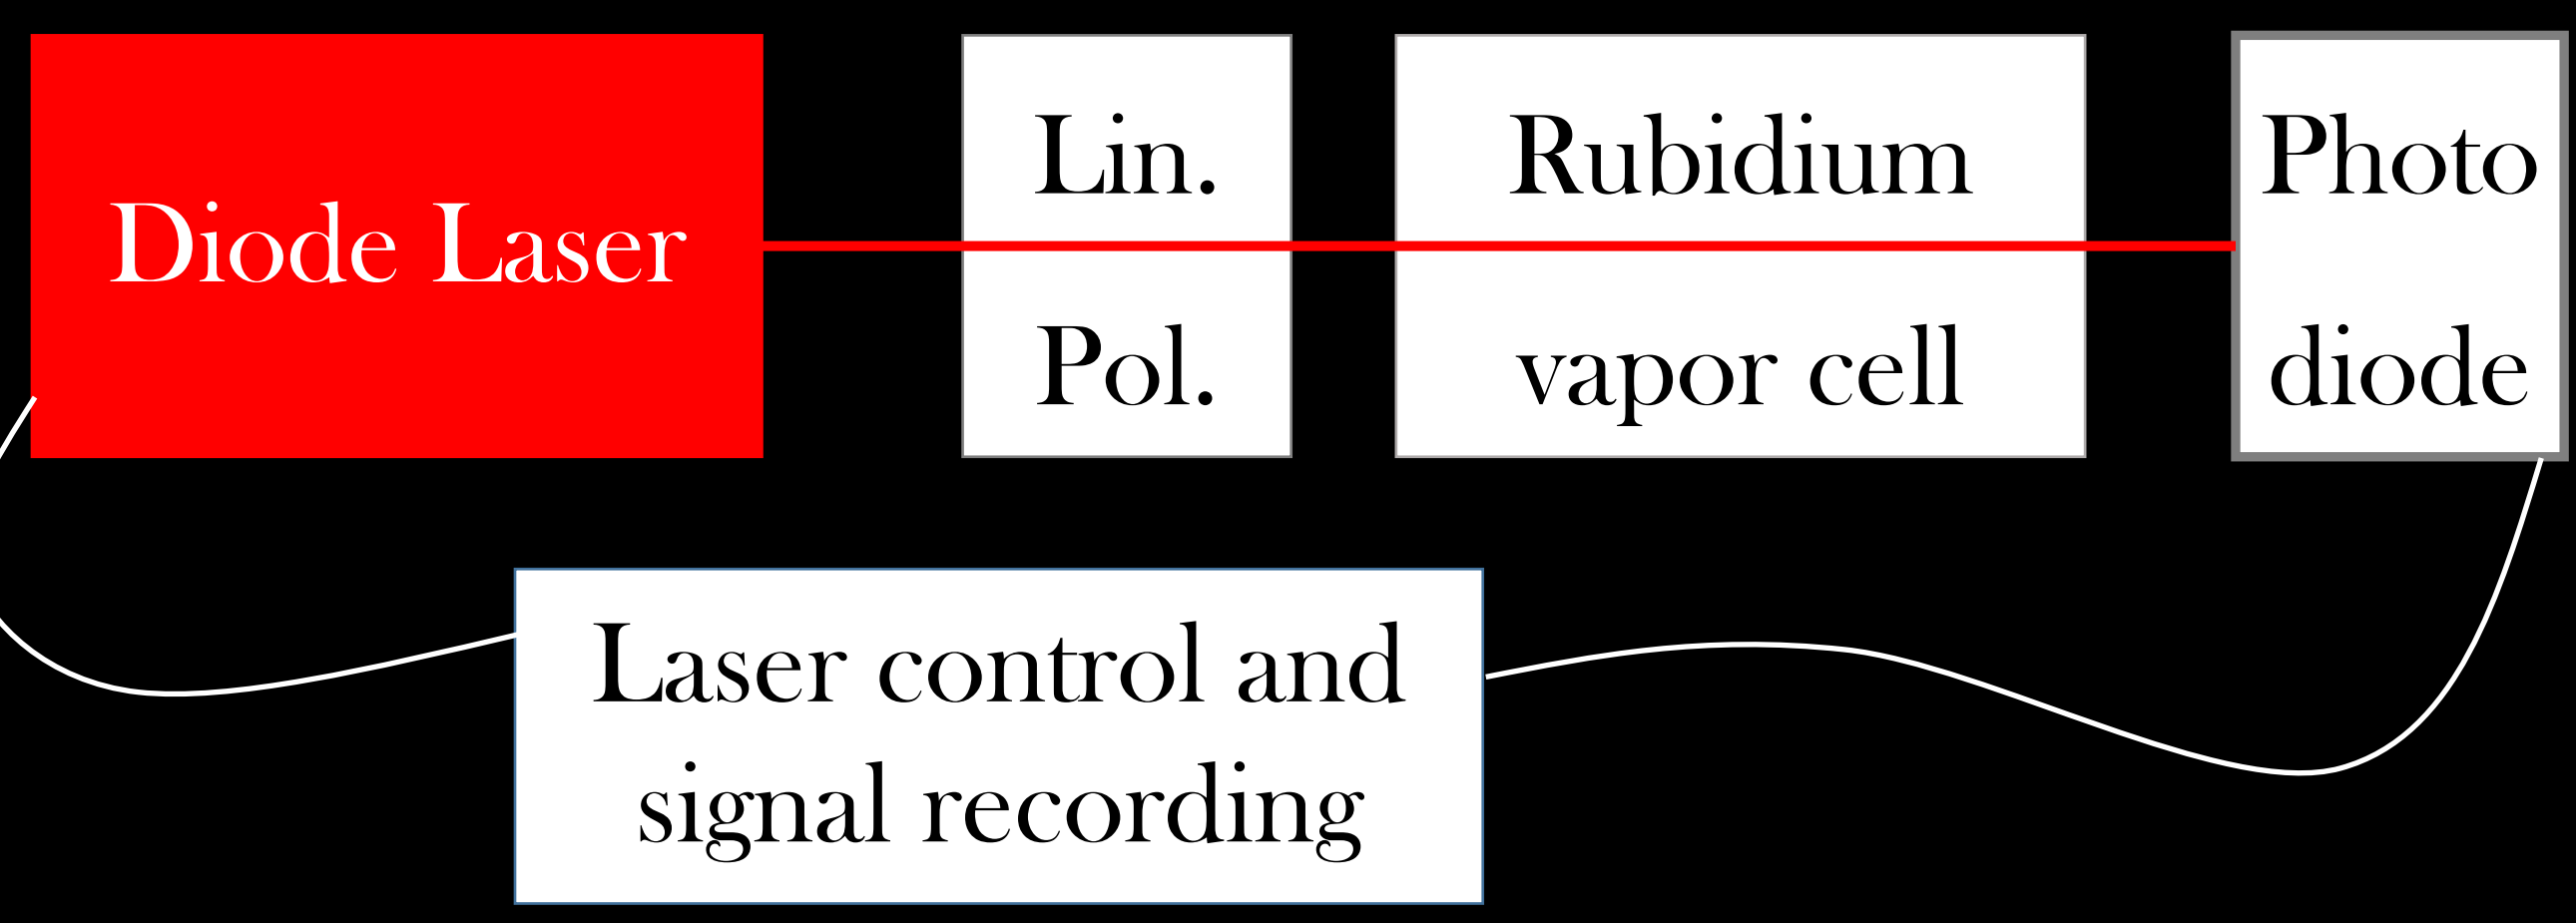 Diode Laser
Lin.
Pol.
Rubidium
vapor cell
Photo
diode
Laser control and
signal recording